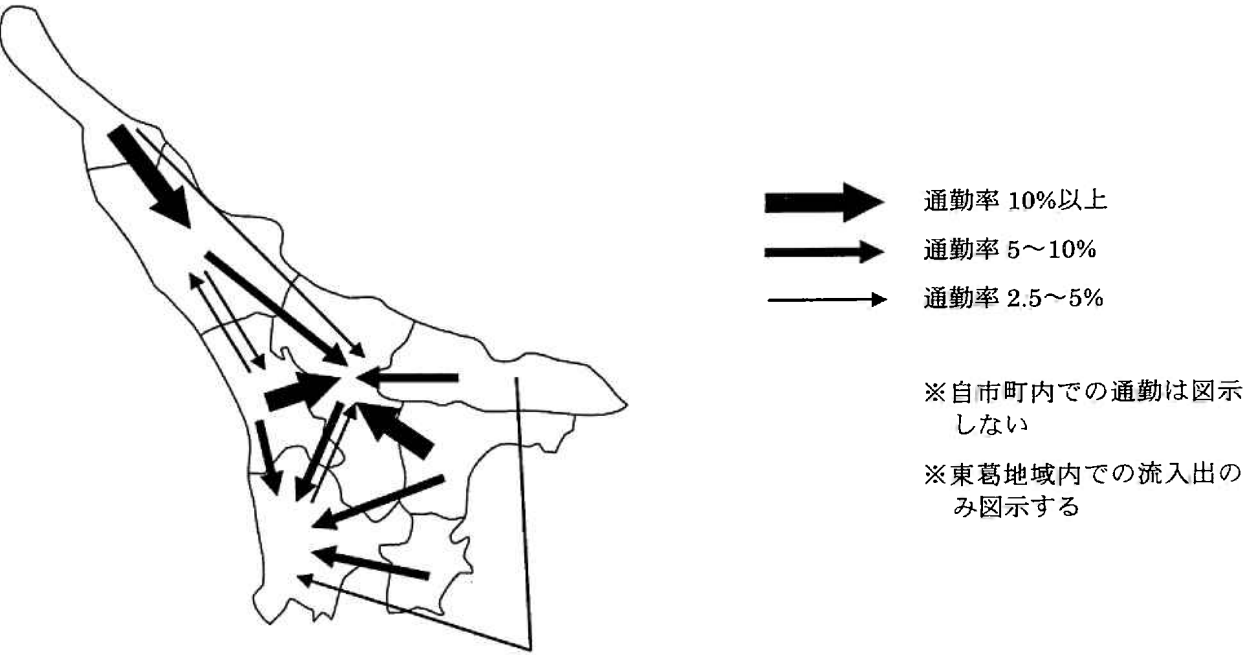 通勤率 10%以上
通勤率 5～10%
通勤率 2.5～5%
※自市町内での通勤は図示
しない
※東葛地域内での流入出の
み図示する